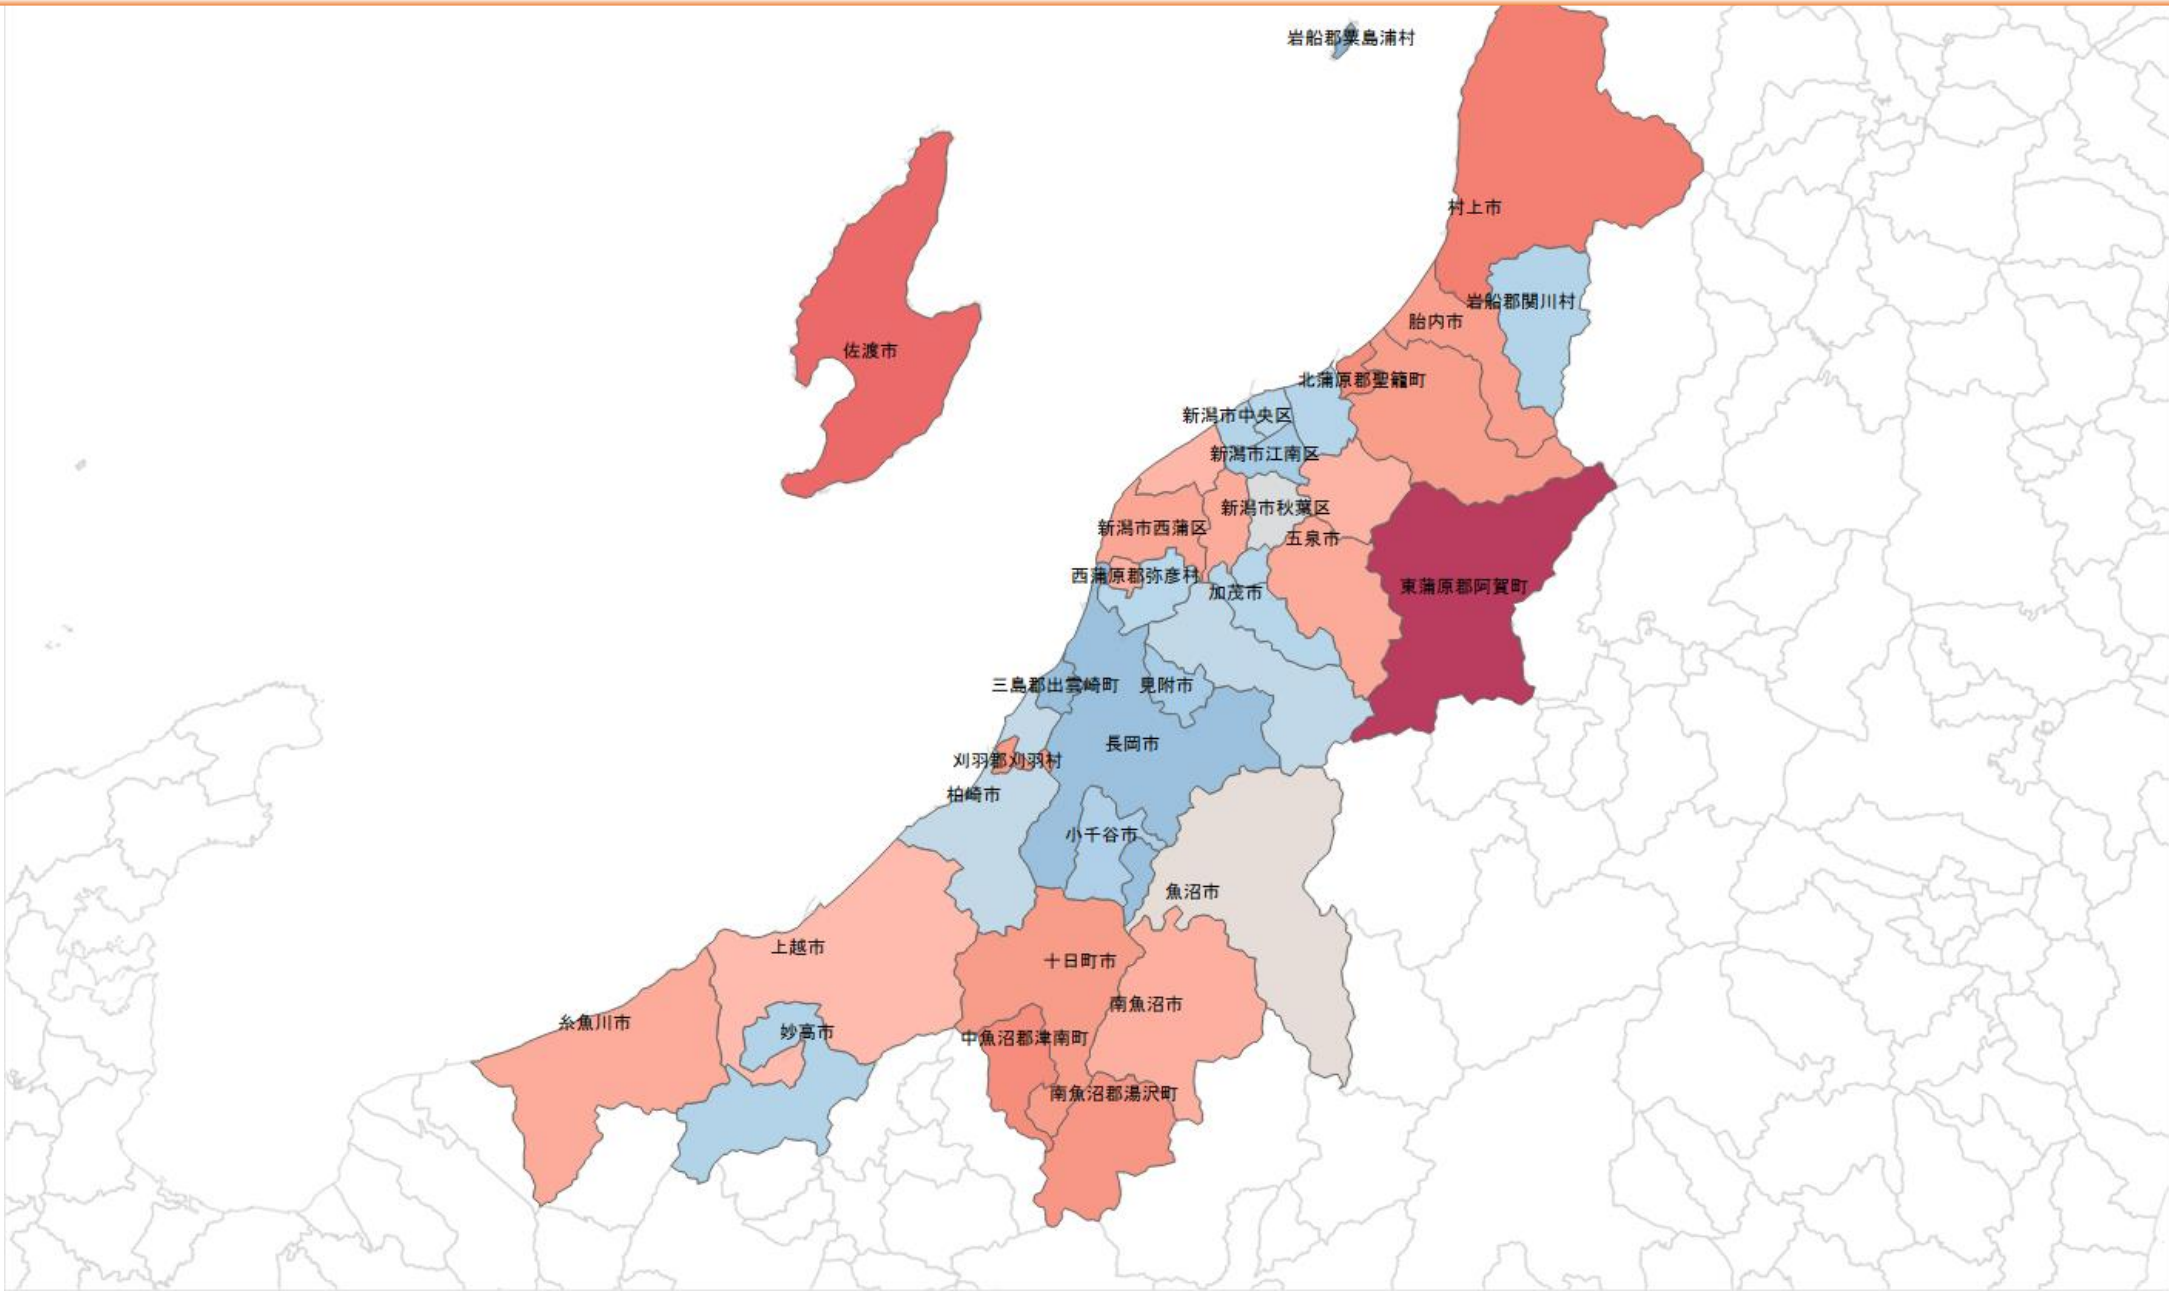 岩船郡粟島浦村
村上市
岩船郡関川村
胎内市
佐渡市
北蒲原郡聖籠町
新潟市中央区
新潟市江南区
新潟市秋葉区
新潟市西蒲区
五泉市
西蒲原郡弥彦村
東蒲原郡阿賀町
加茂市
三島郡出雲崎町
見附市
長岡市
刈羽郡刈羽村
柏崎市
小千谷市
魚沼市
上越市
十日町市
南魚沼市
糸魚川市
妙高市
中魚沼郡津南町
南魚沼郡湯沢町